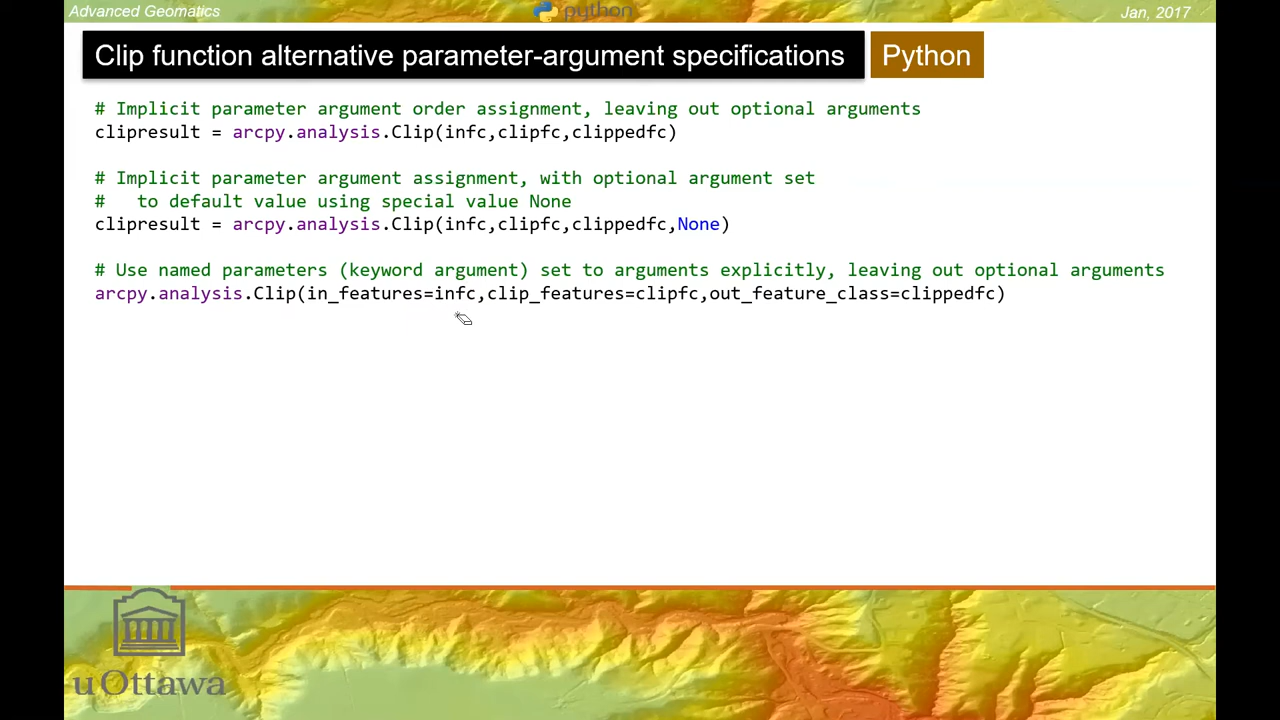 Advanced Geomatics
python
Jan, 2017
Clip function alternative parameter-argument specifications
Python
# Implicit parameter argument order assignment, leaving out optional arguments
clipresult = arcpy.analysis.Clip(infc,clipfc,clippedfc)
# Implicit parameter argument assignment, with optional argument set
#   to default value using special value None
clipresult = arcpy.analysis.Clip(infc,clipfc,clippedfc,None)
# Use named parameters (keyword argument) set to arguments explicitly, leaving out optional arguments
arcpy.analysis.Clip(in_features=infc,clip_features=clipfc,out_feature_class=clippedfc)
uOttawa